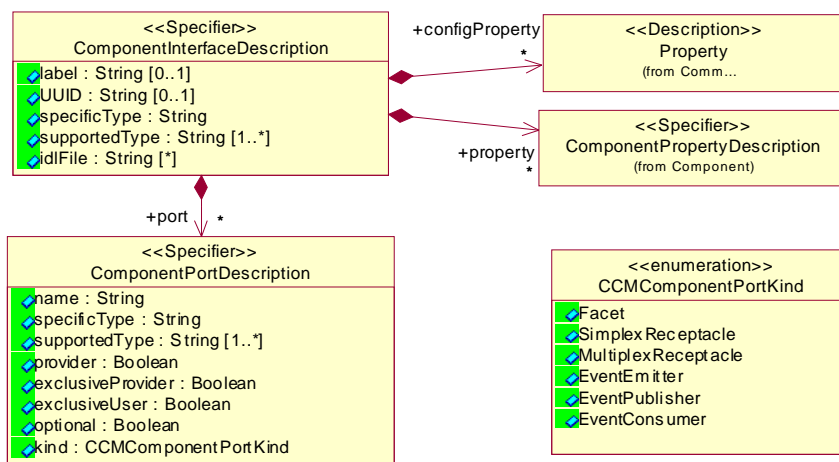 <<Specifier>>
ComponentInterfaceDescription
label : String [0..1]
UUID : String [0..1]
specificType : String
supportedType : String [1..*]
idlFile : String [*]
+configProperty
*
<<Description>>
Property
(from Comm...
+property
*
<<Specifier>>
ComponentPropertyDescription
(from Component)
+port
*
<<Specifier>>
ComponentPortDescription
name : String
specificType : String
supportedType : String [1..*]
provider : Boolean
exclusiveProvider : Boolean
exclusiveUser : Boolean
optional : Boolean
kind : CCMComponentPortKind
<<enumeration>>
CCMComponentPortKind
Facet
SimplexReceptacle
MultiplexReceptacle
EventEmitter
EventPublisher
EventConsumer